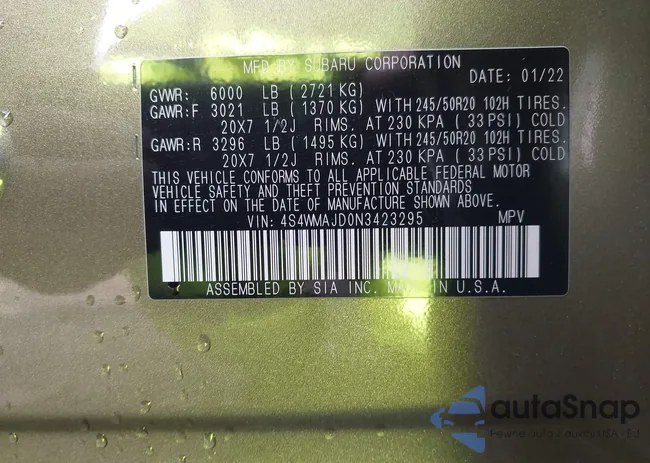 MFD BY SUBARU CORPORATION
DATE: 01/22
GVWR: 6000 LB ( 2721 KG)
GAWR:F 3021 LB ( 1370 KG) WITH 245/50R20 102H TIRES.
20X7 1/2J RIMS. AT 230 KPA ( 33 PSI) COLD
GAWR:R 3296 LB ( 1495 KG) WITH 245/50R20 102H TIRES.
20X7 1/2J RIMS. AT 230 KPA ( 33 PSI) COLD
THIS VEHICLE CONFORMS TO ALL APPLICABLE FEDERAL MOTOR
VEHICLE SAFETY AND THEFT PREVENTION STANDARDS
IN EFFECT ON THE DATE OF MANUFACTURE SHOWN ABOVE.
VIN: 4S4WMAJD0N3423295 MPV
ASSEMBLED BY SIA INC. MADE IN U.S.A.
autoSnap
Pewne auta z